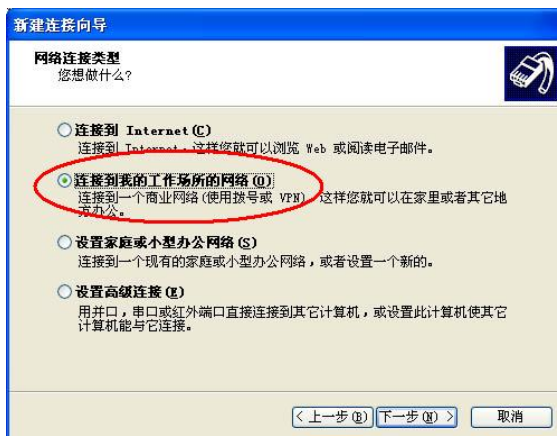 新建连接向导
网络连接类型
您想做什么?
连接到 Internet(C)
连接到 Internet，这样您就可以浏览 Web 或阅读电子邮件。
连接到我的工作场所的网络(O)
连接到一个商业网络(使用拨号或 VPN)，这样您就可以在家里或者其它地
方办公。
设置家庭或小型办公网络(S)
连接到一个现有的家庭或小型办公网络，或者设置一个新的。
设置高级连接(E)
用并口，串口或红外端口直接连接到其它计算机，或设置此计算机使其它
计算机能与它连接。
< 上一步(B) 下一步(N) > 取消